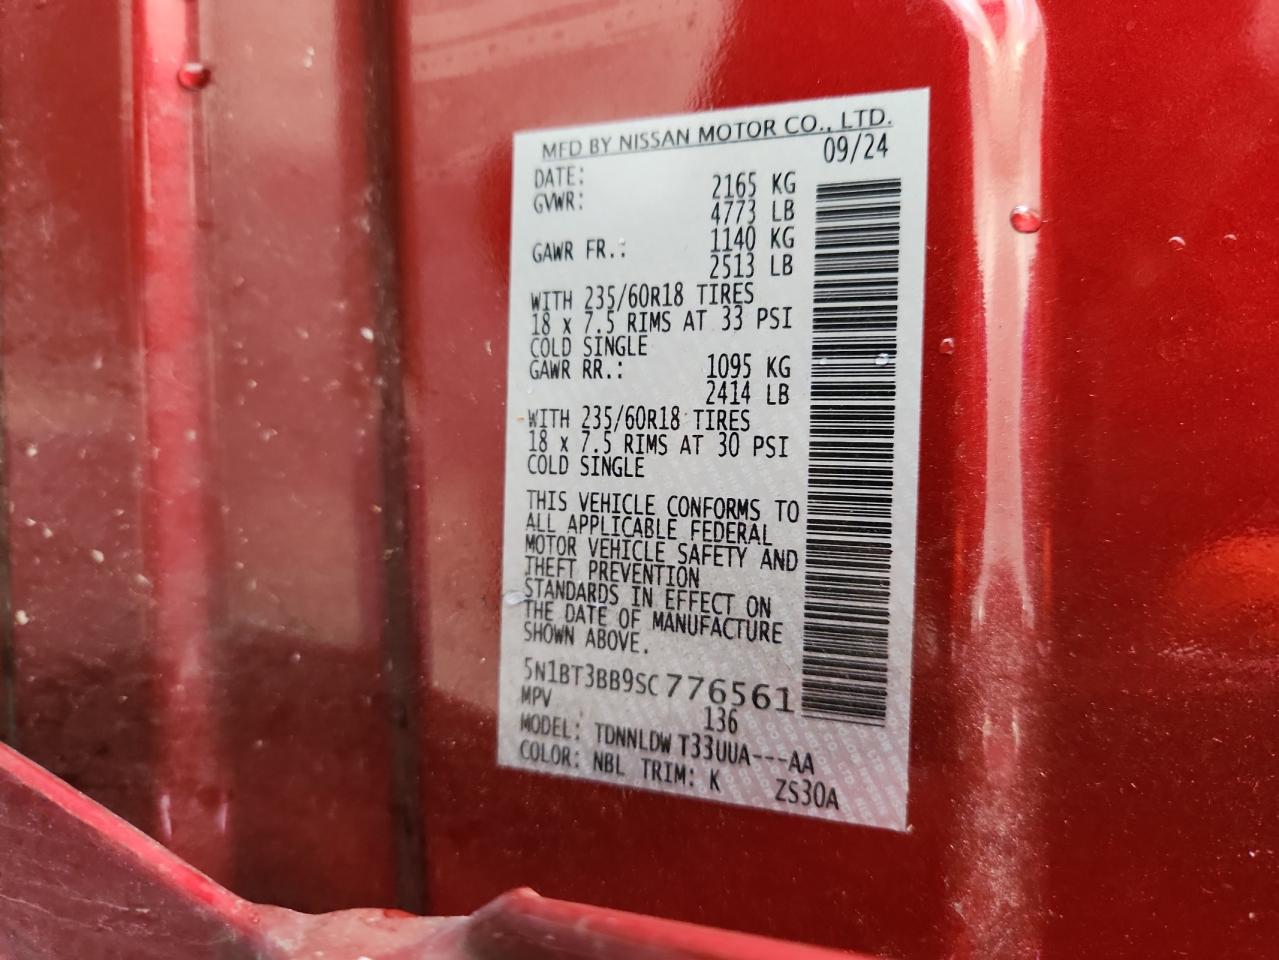 MFD BY NISSAN MOTOR CO., LTD.
DATE: 09/24
GVWR: 2165 KG
4773 LB
GAWR FR.: 1140 KG
2513 LB
WITH 235/60R18 TIRES
18 x 7.5 RIMS AT 33 PSI
COLD SINGLE
GAWR RR.: 1095 KG
2414 LB
WITH 235/60R18 TIRES
18 x 7.5 RIMS AT 30 PSI
COLD SINGLE
THIS VEHICLE CONFORMS TO
ALL APPLICABLE FEDERAL
MOTOR VEHICLE SAFETY AND
THEFT PREVENTION
STANDARDS IN EFFECT ON
THE DATE OF MANUFACTURE
SHOWN ABOVE.
5N1BT3BB9SC776561
MPV 136
MODEL: TDNNLDW T33UUA---AA
COLOR: NBL TRIM: K ZS30A